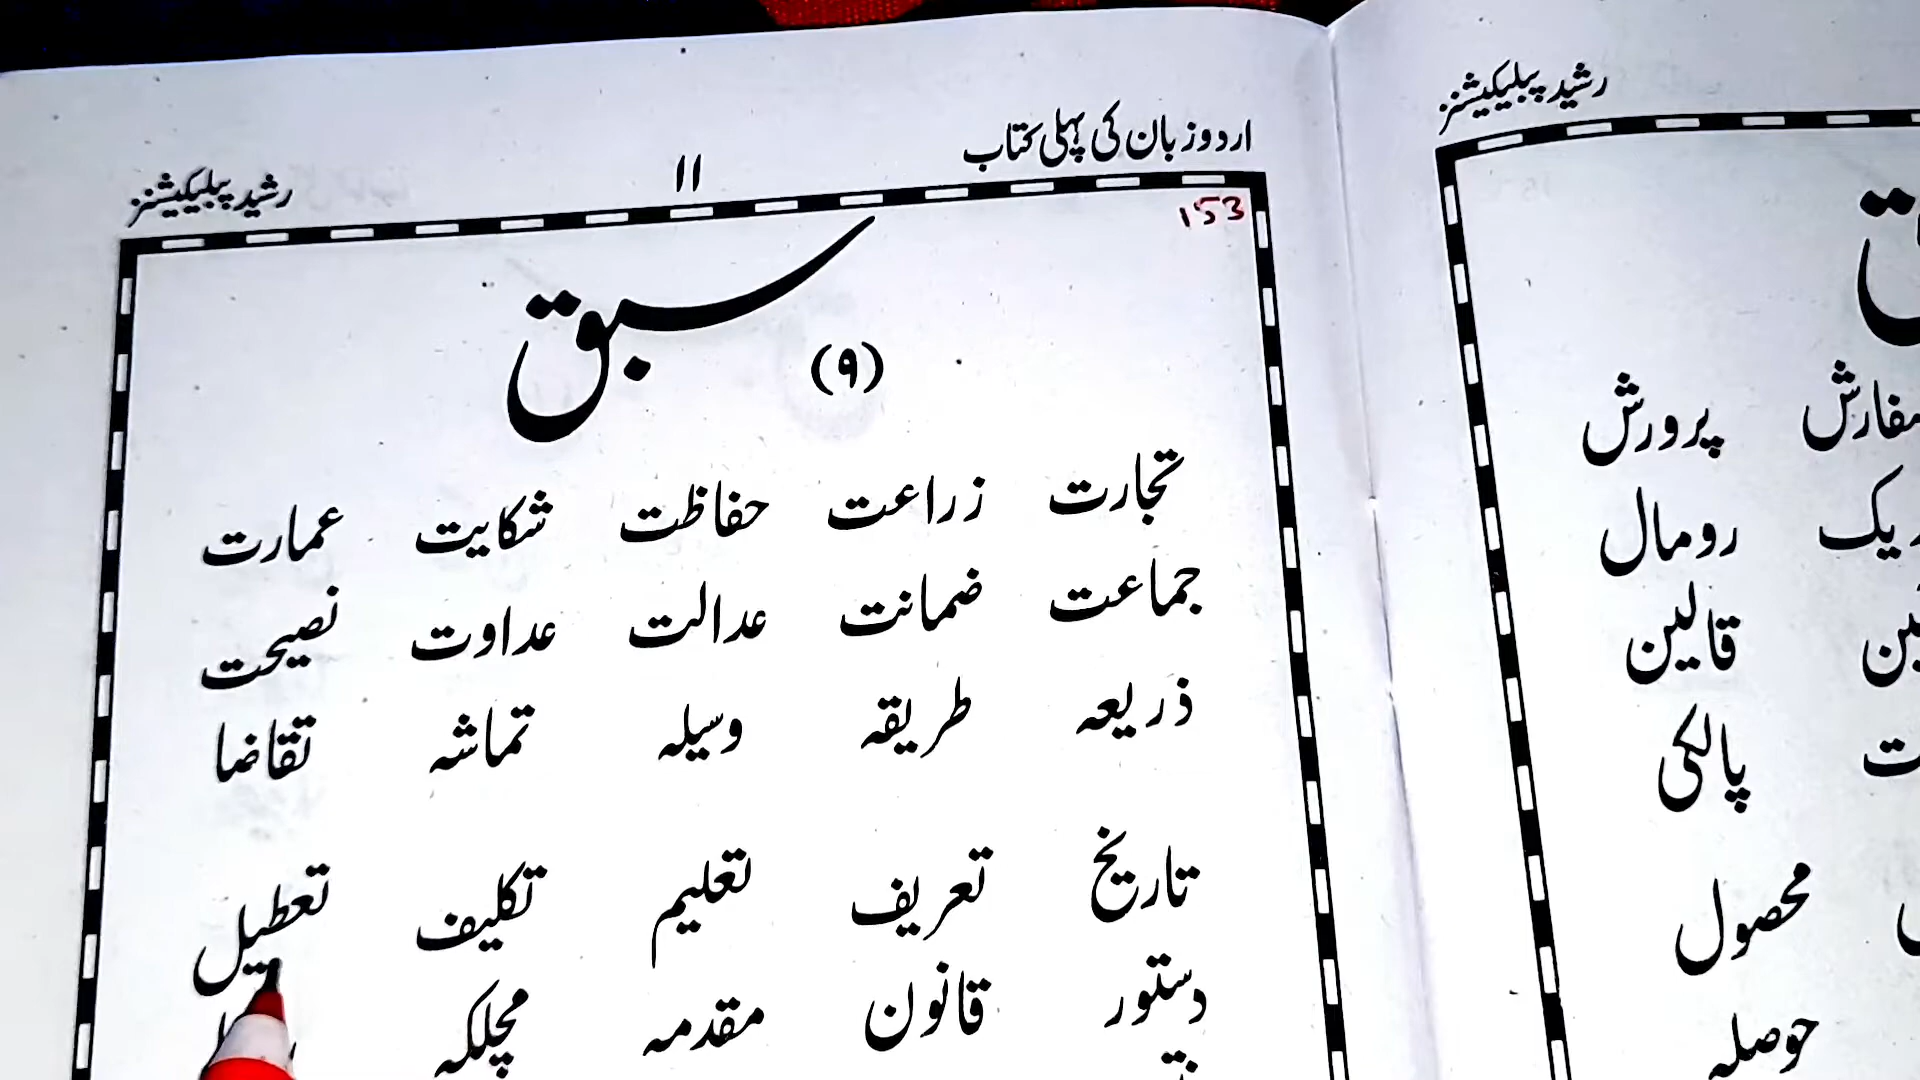 اردو زبان کی پہلی کتاب ۱۱ رشید پبلیکیشنز
153
سبق
(۹)
تجارت زراعت حفاظت شکایت عمارت
جماعت ضمانت عدالت عداوت نصیحت
ذریعہ طریقہ وسیلہ تماشہ تقاضا
تاریخ تعریف تعلیم تکلیف تعطیل
دستور قانون مقدمہ مچلکہ
رشید پبلیکیشنز
پرورش
رومال
قالین
پالکی
محصول
حوصلہ